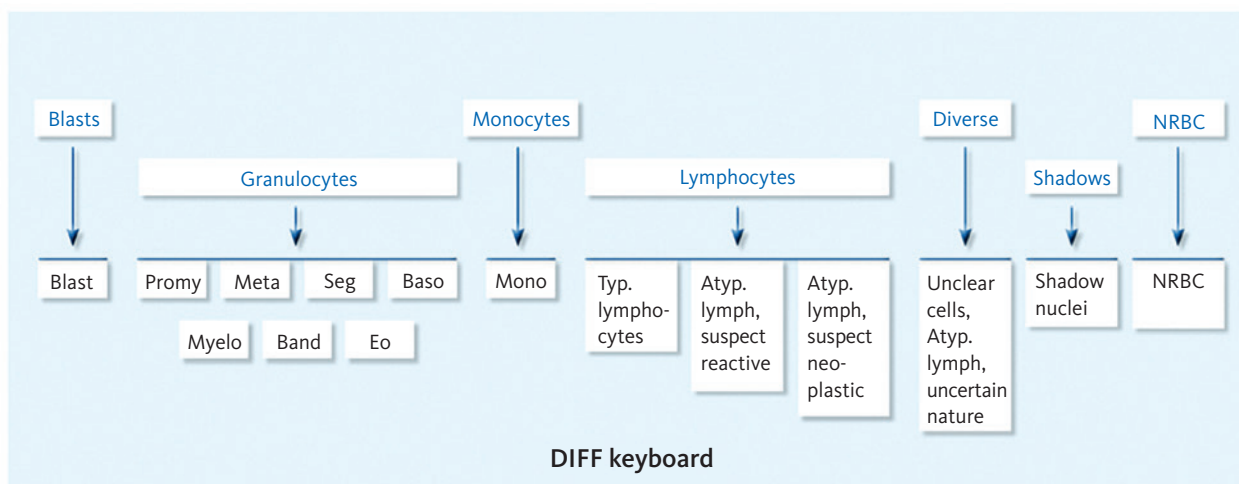 Blasts
Monocytes
Diverse
NRBC
Granulocytes
Lymphocytes
Shadows
Blast
Promy
Meta
Seg
Baso
Myelo
Band
Eo
Mono
Typ.
lympho-
cytes
Atyp.
lymph,
suspect
reactive
Atyp.
lymph,
suspect
neo-
plastic
Unclear
cells,
Atyp.
lymph,
uncertain
nature
Shadow
nuclei
NRBC
DIFF keyboard